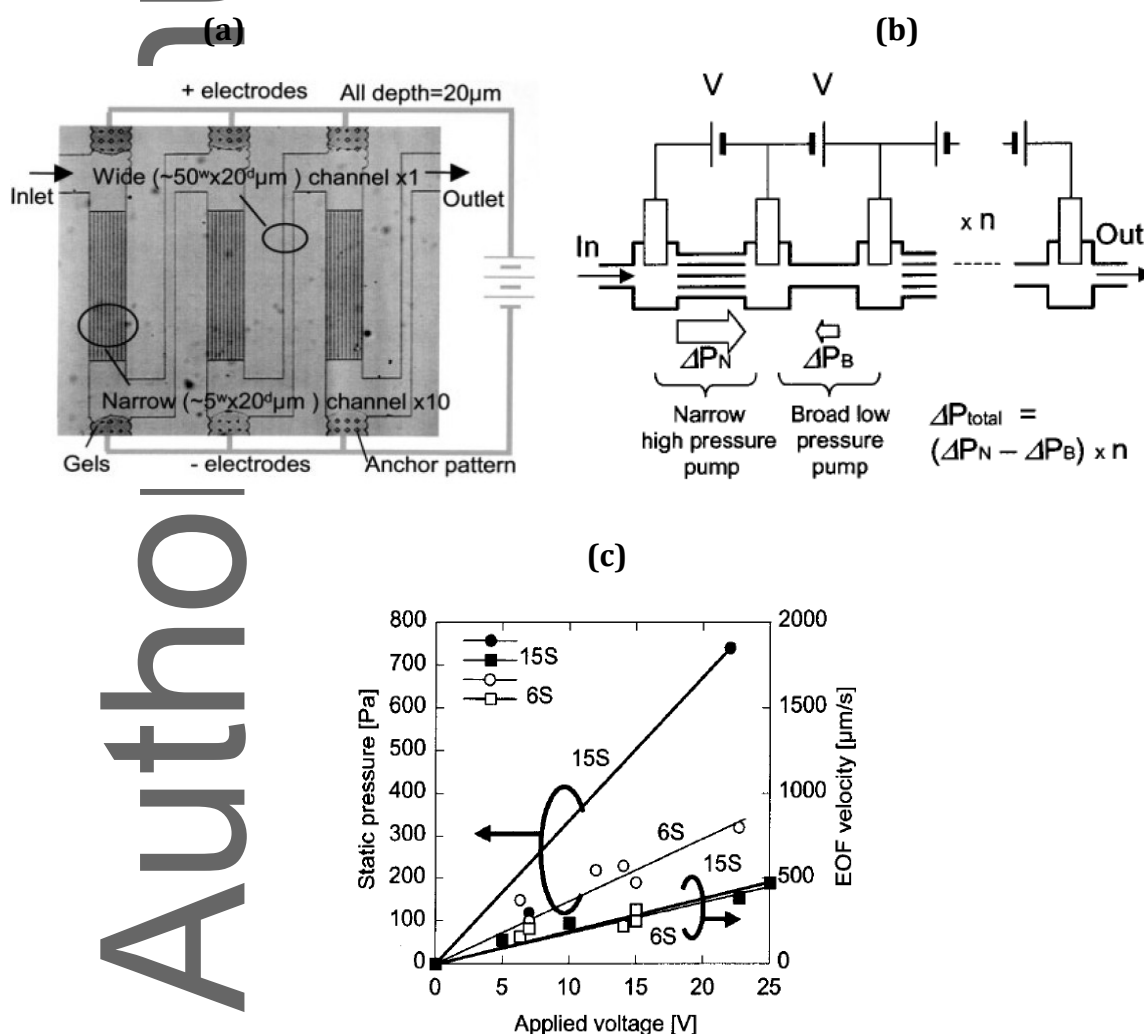 (a)
+ electrodes All depth=20µm
Inlet
Wide (~50ʷx20ᵈµm ) channel x1
Outlet
Narrow (~5ʷx20ᵈµm ) channel x10
Gels
- electrodes
Anchor pattern
(b)
V V
x n
In
Out
ΔPN
ΔPB
Narrow
high pressure
pump
Broad low
pressure
pump
ΔPtotal =
(ΔPN − ΔPB) x n
(c)
800
700
600
500
400
300
200
100
0
Static pressure [Pa]
15S
6S
15S
6S
15S
6S
2000
1500
1000
500
0
EOF velocity [µm/s]
0 5 10 15 20 25
Applied voltage [V]
Autho